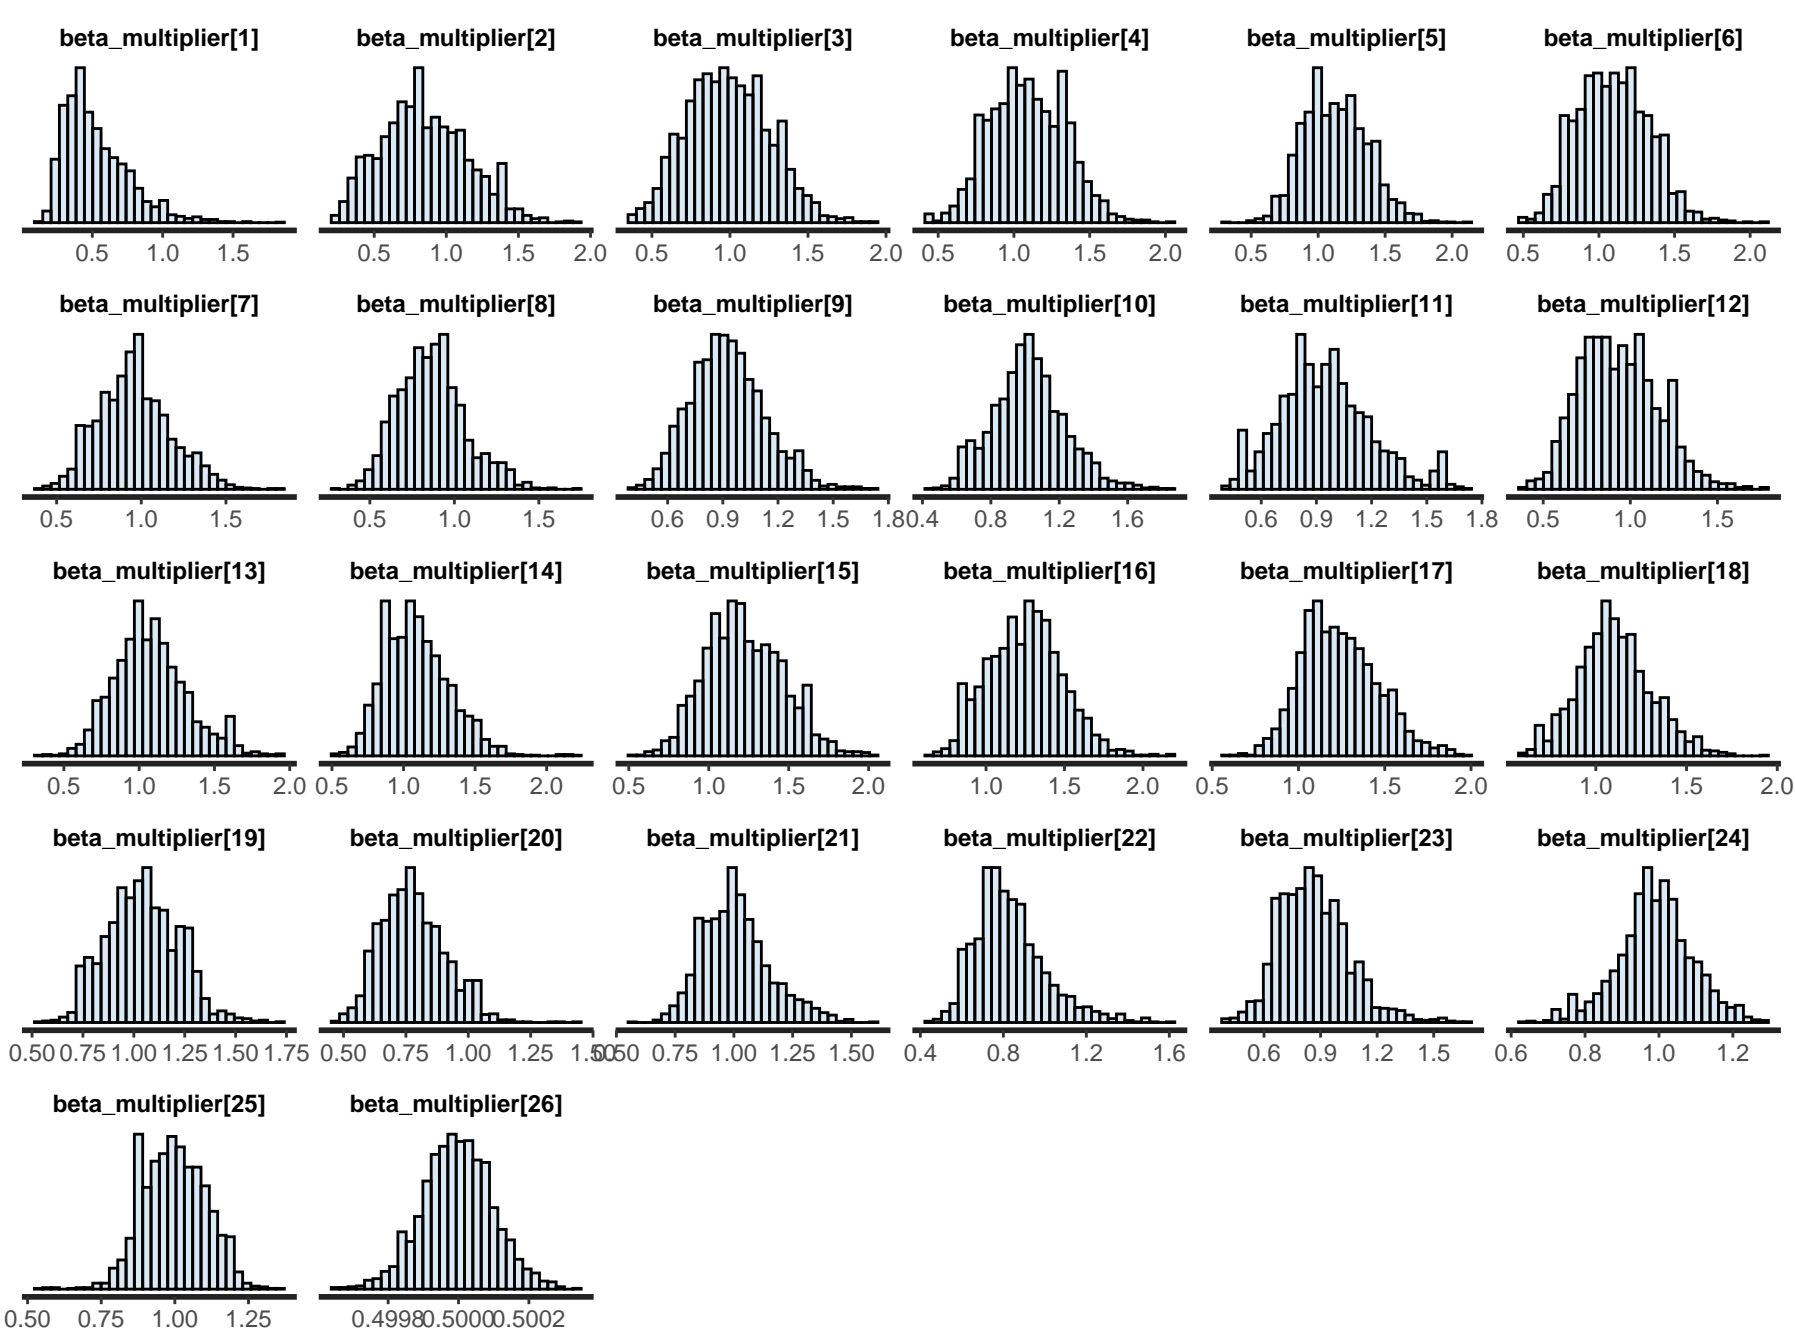 beta_multiplier[1] beta_multiplier[2] beta_multiplier[3] beta_multiplier[4] beta_multiplier[5] beta_multiplier[6]
0.5 1.0 1.5 0.5 1.0 1.5 2.0 0.5 1.0 1.5 2.0 0.5 1.0 1.5 2.0 0.5 1.0 1.5 2.0 0.5 1.0 1.5 2.0
beta_multiplier[7] beta_multiplier[8] beta_multiplier[9] beta_multiplier[10] beta_multiplier[11] beta_multiplier[12]
0.5 1.0 1.5 0.5 1.0 1.5 0.6 0.9 1.2 1.5 1.8 0.4 0.8 1.2 1.6 0.6 0.9 1.2 1.5 1.8 0.5 1.0 1.5
beta_multiplier[13] beta_multiplier[14] beta_multiplier[15] beta_multiplier[16] beta_multiplier[17] beta_multiplier[18]
0.5 1.0 1.5 2.0 0.5 1.0 1.5 2.0 0.5 1.0 1.5 2.0 1.0 1.5 2.0 0.5 1.0 1.5 2.0 1.0 1.5 2.0
beta_multiplier[19] beta_multiplier[20] beta_multiplier[21] beta_multiplier[22] beta_multiplier[23] beta_multiplier[24]
0.50 0.75 1.00 1.25 1.50 1.75 0.50 0.75 1.00 1.25 1.50 0.50 0.75 1.00 1.25 1.50 0.4 0.8 1.2 1.6 0.6 0.9 1.2 1.5 0.6 0.8 1.0 1.2
beta_multiplier[25] beta_multiplier[26]
0.50 0.75 1.00 1.25 0.4998 0.5000 0.5002